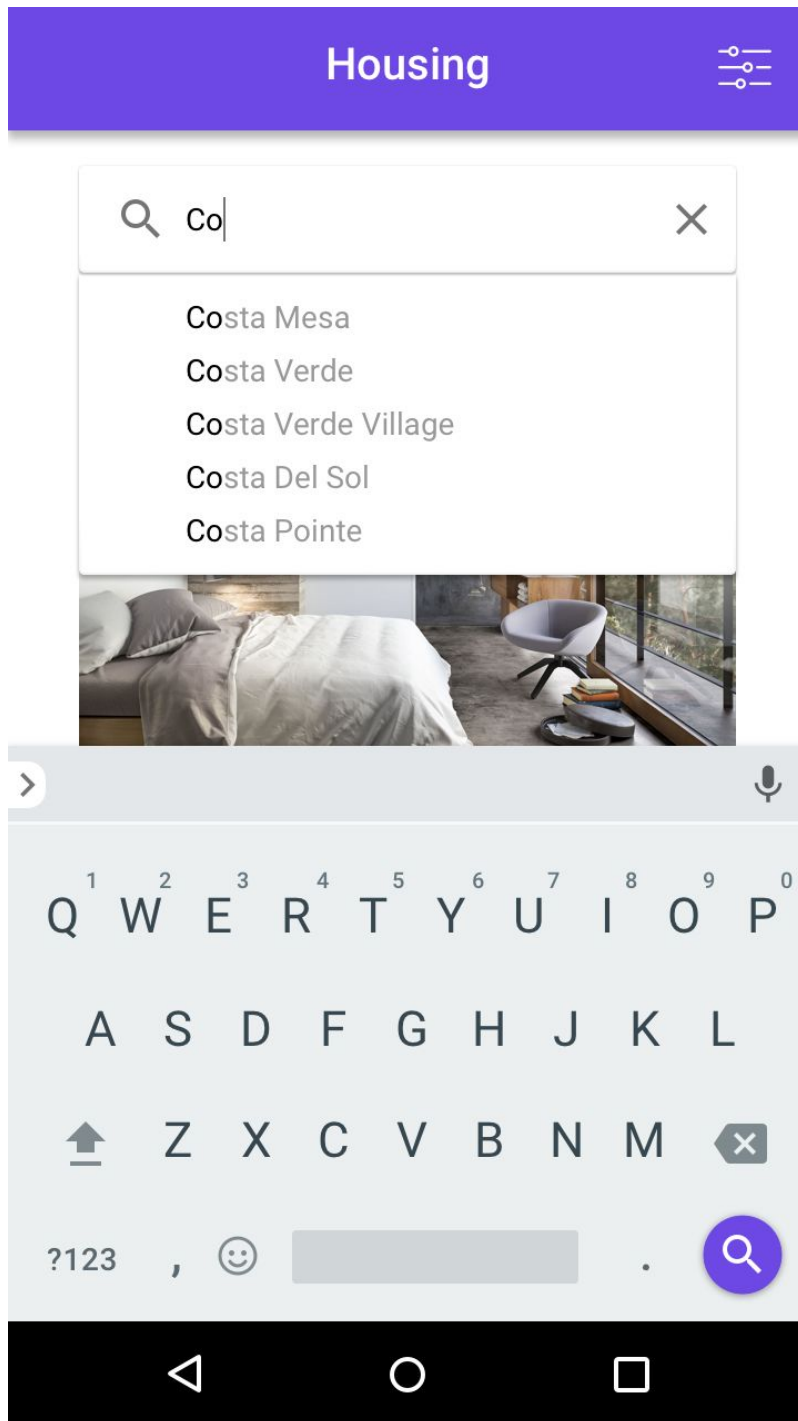 Housing
Co
Costa Mesa
Costa Verde
Costa Verde Village
Costa Del Sol
Costa Pointe
1 2 3 4 5 6 7 8 9 0
Q W E R T Y U I O P
A S D F G H J K L
Z X C V B N M
?123 , .